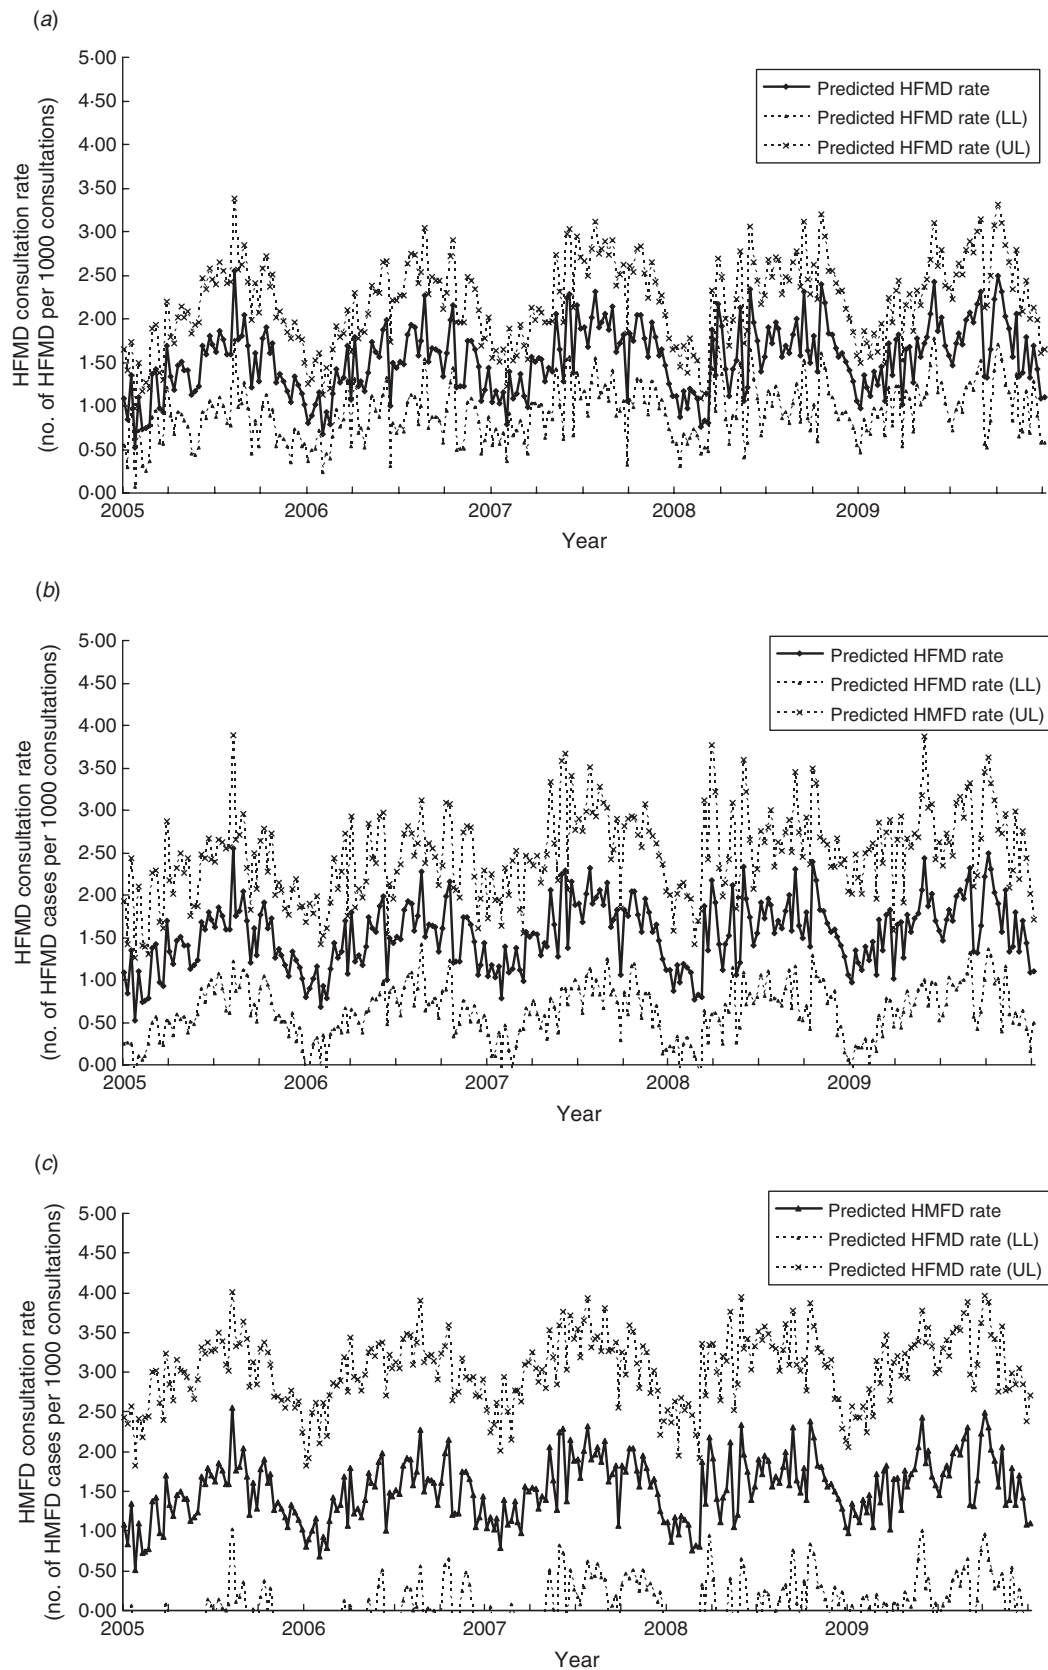 (a)
HFMD consultation rate
(no. of HFMD per 1000 consultations)
5·00
4·50
4·00
3·50
3·00
2·50
2·00
1·50
1·00
0·50
0·00
Predicted HFMD rate
Predicted HFMD rate (LL)
Predicted HFMD rate (UL)
2005
2006
2007
2008
2009
Year
(b)
HFMD consultation rate
(no. of HFMD cases per 1000 consultations)
5·00
4·50
4·00
3·50
3·00
2·50
2·00
1·50
1·00
0·50
0·00
Predicted HFMD rate
Predicted HFMD rate (LL)
Predicted HMFD rate (UL)
2005
2006
2007
2008
2009
Year
(c)
HMFD consultation rate
(no. of HMFD cases per 1000 consultations)
5·00
4·50
4·00
3·50
3·00
2·50
2·00
1·50
1·00
0·50
0·00
Predicted HMFD rate
Predicted HMFD rate (LL)
Predicted HMFD rate (UL)
2005
2006
2007
2008
2009
Year